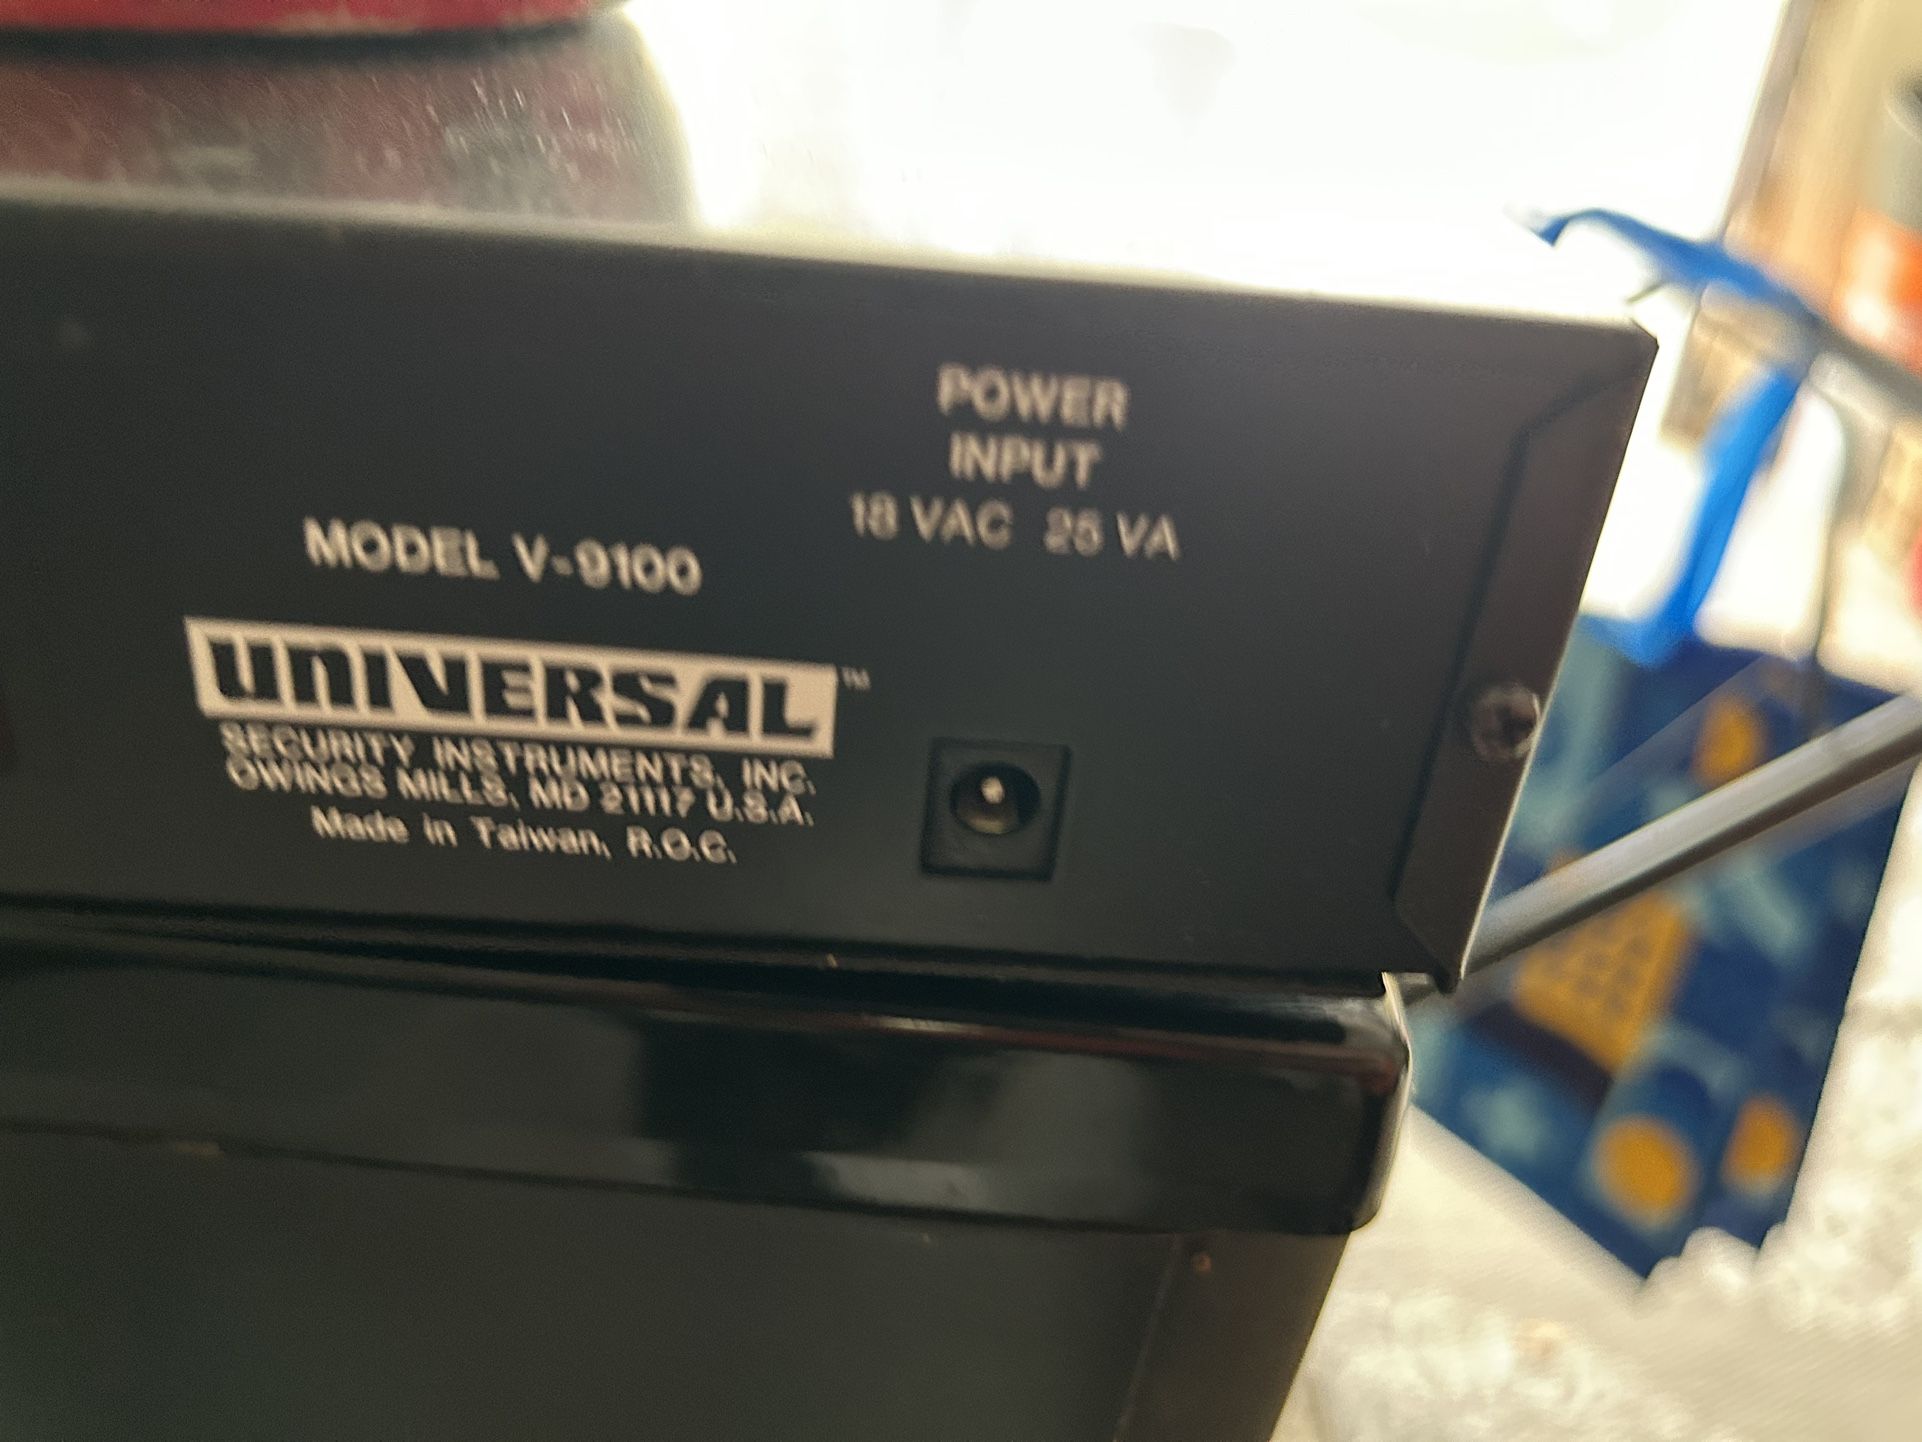 POWER
INPUT
18 VAC 25 VA
MODEL V-9100
UNIVERSAL™
SECURITY INSTRUMENTS, INC.
OWINGS MILLS, MD 21117 U.S.A.
Made in Taiwan, R.O.C.